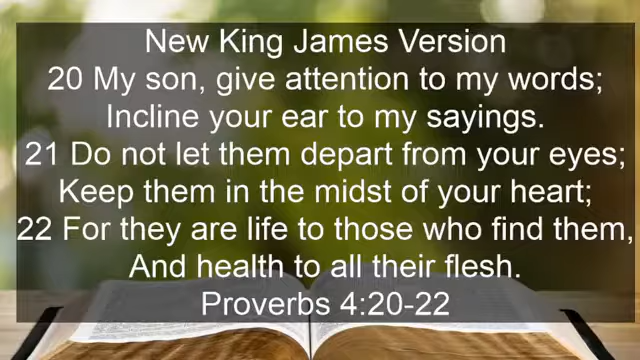 New King James Version
20 My son, give attention to my words;
Incline your ear to my sayings.
21 Do not let them depart from your eyes;
Keep them in the midst of your heart;
22 For they are life to those who find them,
And health to all their flesh.
Proverbs 4:20-22